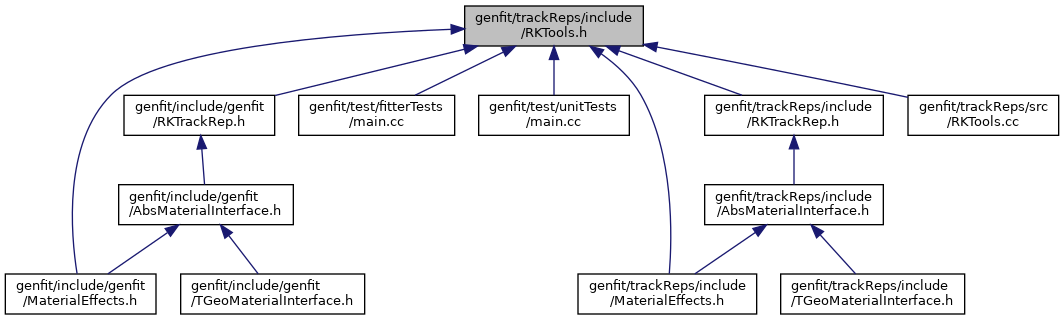 genfit/trackReps/include
/RKTools.h
genfit/include/genfit
/RKTrackRep.h
genfit/test/fitterTests
/main.cc
genfit/test/unitTests
/main.cc
genfit/trackReps/include
/RKTrackRep.h
genfit/trackReps/src
/RKTools.cc
genfit/include/genfit
/AbsMaterialInterface.h
genfit/trackReps/include
/AbsMaterialInterface.h
genfit/include/genfit
/MaterialEffects.h
genfit/include/genfit
/TGeoMaterialInterface.h
genfit/trackReps/include
/MaterialEffects.h
genfit/trackReps/include
/TGeoMaterialInterface.h